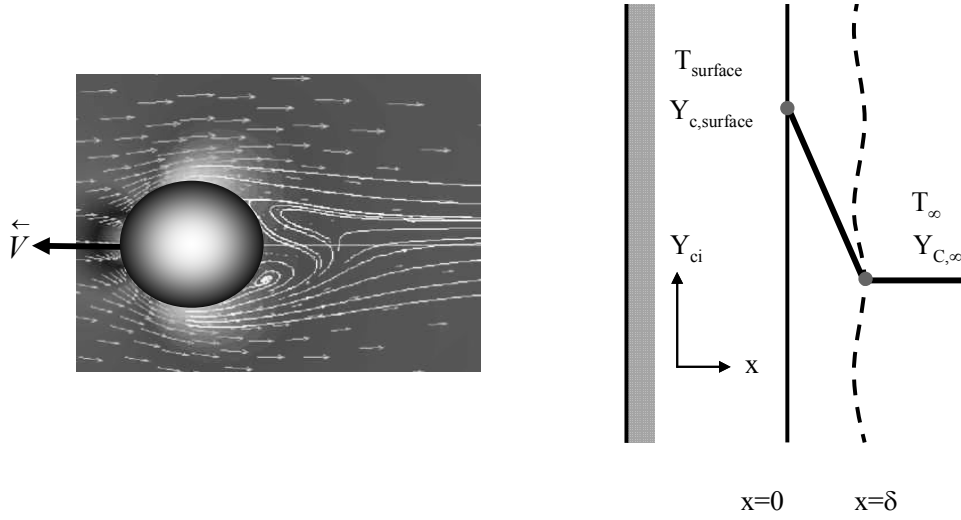 V
T_surface
Y_c,surface
T_∞
Y_ci
Y_C,∞
x
x=0 x=δ